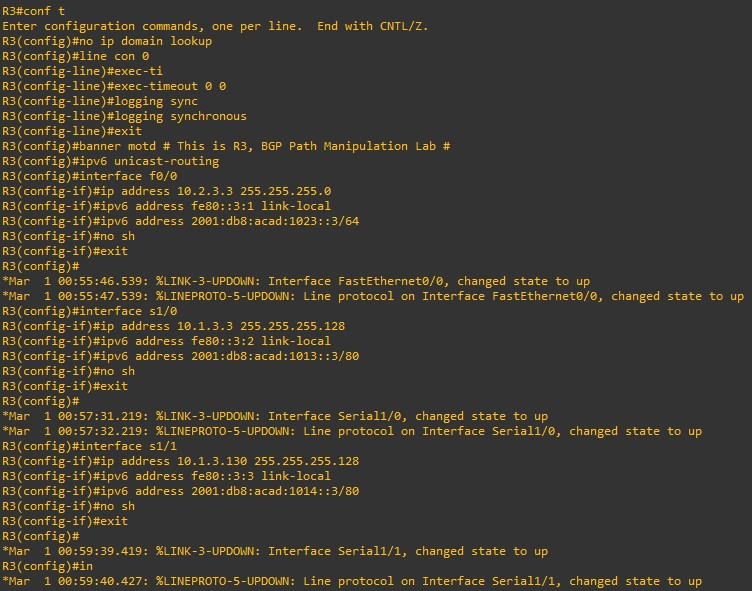 R3#conf t
Enter configuration commands, one per line.  End with CNTL/Z.
R3(config)#no ip domain lookup
R3(config)#line con 0
R3(config-line)#exec-ti
R3(config-line)#exec-timeout 0 0
R3(config-line)#logging sync
R3(config-line)#logging synchronous
R3(config-line)#exit
R3(config)#banner motd # This is R3, BGP Path Manipulation Lab #
R3(config)#ipv6 unicast-routing
R3(config)#interface f0/0
R3(config-if)#ip address 10.2.3.3 255.255.255.0
R3(config-if)#ipv6 address fe80::3:1 link-local
R3(config-if)#ipv6 address 2001:db8:acad:1023::3/64
R3(config-if)#no sh
R3(config-if)#exit
R3(config)#
*Mar  1 00:55:46.539: %LINK-3-UPDOWN: Interface FastEthernet0/0, changed state to up
*Mar  1 00:55:47.539: %LINEPROTO-5-UPDOWN: Line protocol on Interface FastEthernet0/0, changed state to up
R3(config)#interface s1/0
R3(config-if)#ip address 10.1.3.3 255.255.255.128
R3(config-if)#ipv6 address fe80::3:2 link-local
R3(config-if)#ipv6 address 2001:db8:acad:1013::3/80
R3(config-if)#no sh
R3(config-if)#exit
R3(config)#
*Mar  1 00:57:31.219: %LINK-3-UPDOWN: Interface Serial1/0, changed state to up
*Mar  1 00:57:32.219: %LINEPROTO-5-UPDOWN: Line protocol on Interface Serial1/0, changed state to up
R3(config)#interface s1/1
R3(config-if)#ip address 10.1.3.130 255.255.255.128
R3(config-if)#ipv6 address fe80::3:3 link-local
R3(config-if)#ipv6 address 2001:db8:acad:1014::3/80
R3(config-if)#no sh
R3(config-if)#exit
R3(config)#
*Mar  1 00:59:39.419: %LINK-3-UPDOWN: Interface Serial1/1, changed state to up
R3(config)#in
*Mar  1 00:59:40.427: %LINEPROTO-5-UPDOWN: Line protocol on Interface Serial1/1, changed state to up